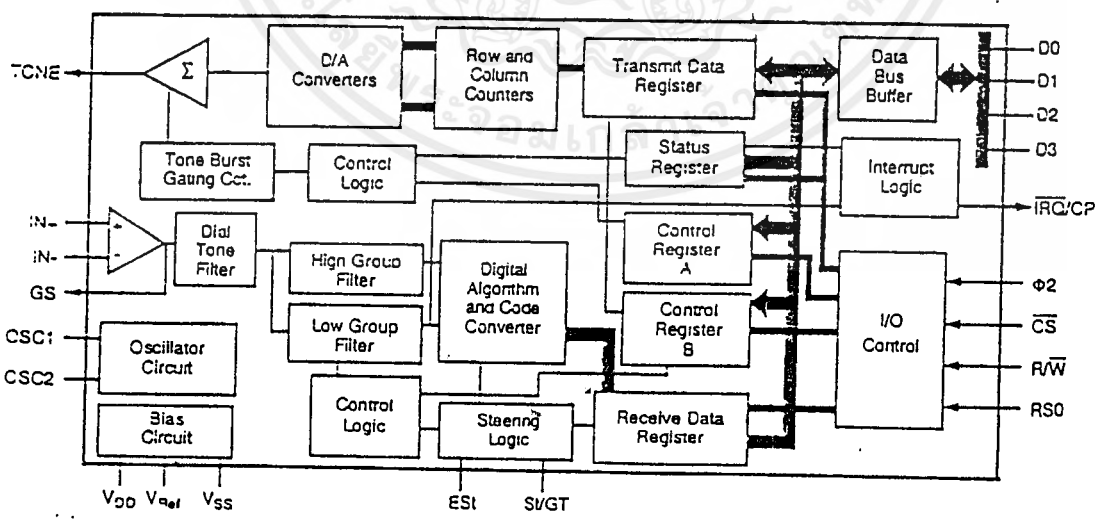 TONE
Σ
D/A
Converters
Row and
Column
Counters
Transmit Data
Register
Data
Bus
Buffer
D0
D1
D2
D3
Tone Burst
Gating Cct.
Control
Logic
Status
Register
Interrupt
Logic
IRQ/CP
IN+
IN-
GS
+
-
Dial
Tone
Filter
High Group
Filter
Low Group
Filter
Digital
Algorithm
and Code
Converter
Control
Register
A
Control
Register
B
I/O
Control
Φ2
CS
R/W
RS0
OSC1
OSC2
Oscillator
Circuit
Bias
Circuit
Control
Logic
Steering
Logic
Receive Data
Register
VDD VRef VSS
ESt
St/GT